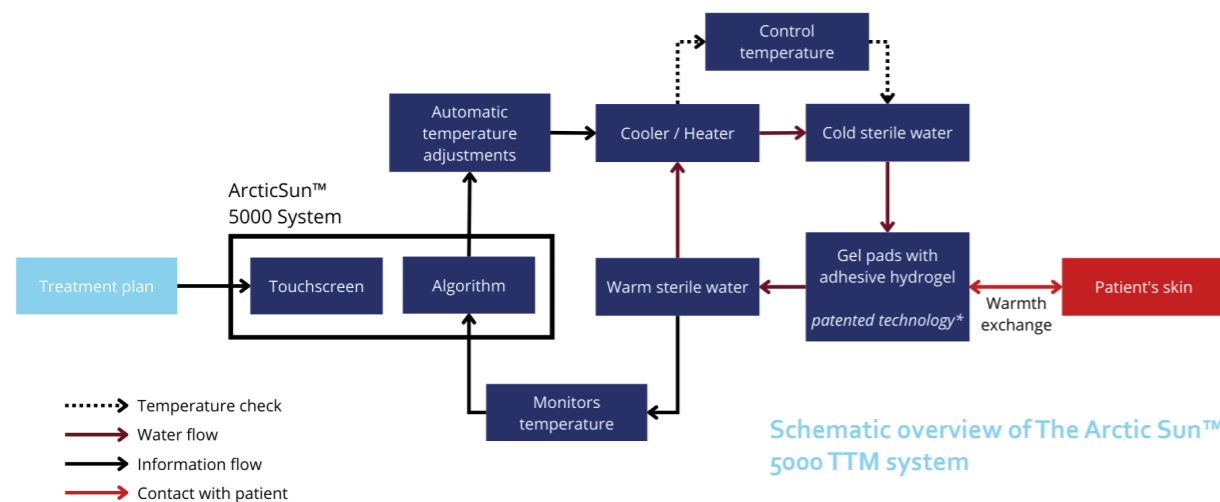 Control
temperature
Automatic
temperature
adjustments
Cooler / Heater
Cold sterile water
ArcticSun™
5000 System
Treatment plan
Touchscreen
Algorithm
Warm sterile water
Gel pads with
adhesive hydrogel
patented technology*
Warmth
exchange
Patient's skin
Monitors
temperature
Temperature check
Water flow
Information flow
Contact with patient
Schematic overview of The Arctic Sun™
5000 TTM system